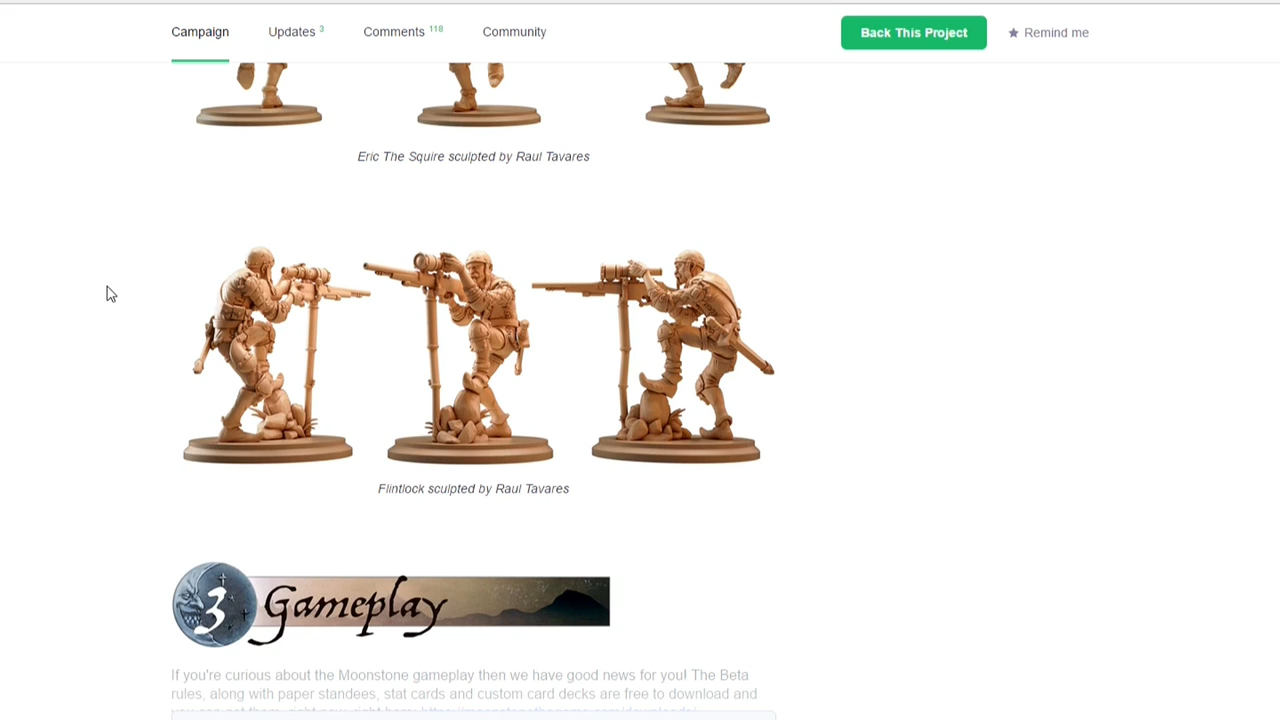 Campaign Updates 3 Comments 118 Community Back This Project Remind me
Eric The Squire sculpted by Raul Tavares
Flintlock sculpted by Raul Tavares
3 Gameplay
If you're curious about the Moonstone gameplay then we have good news for you! The Beta
rules, along with paper standees, stat cards and custom card decks are free to download and